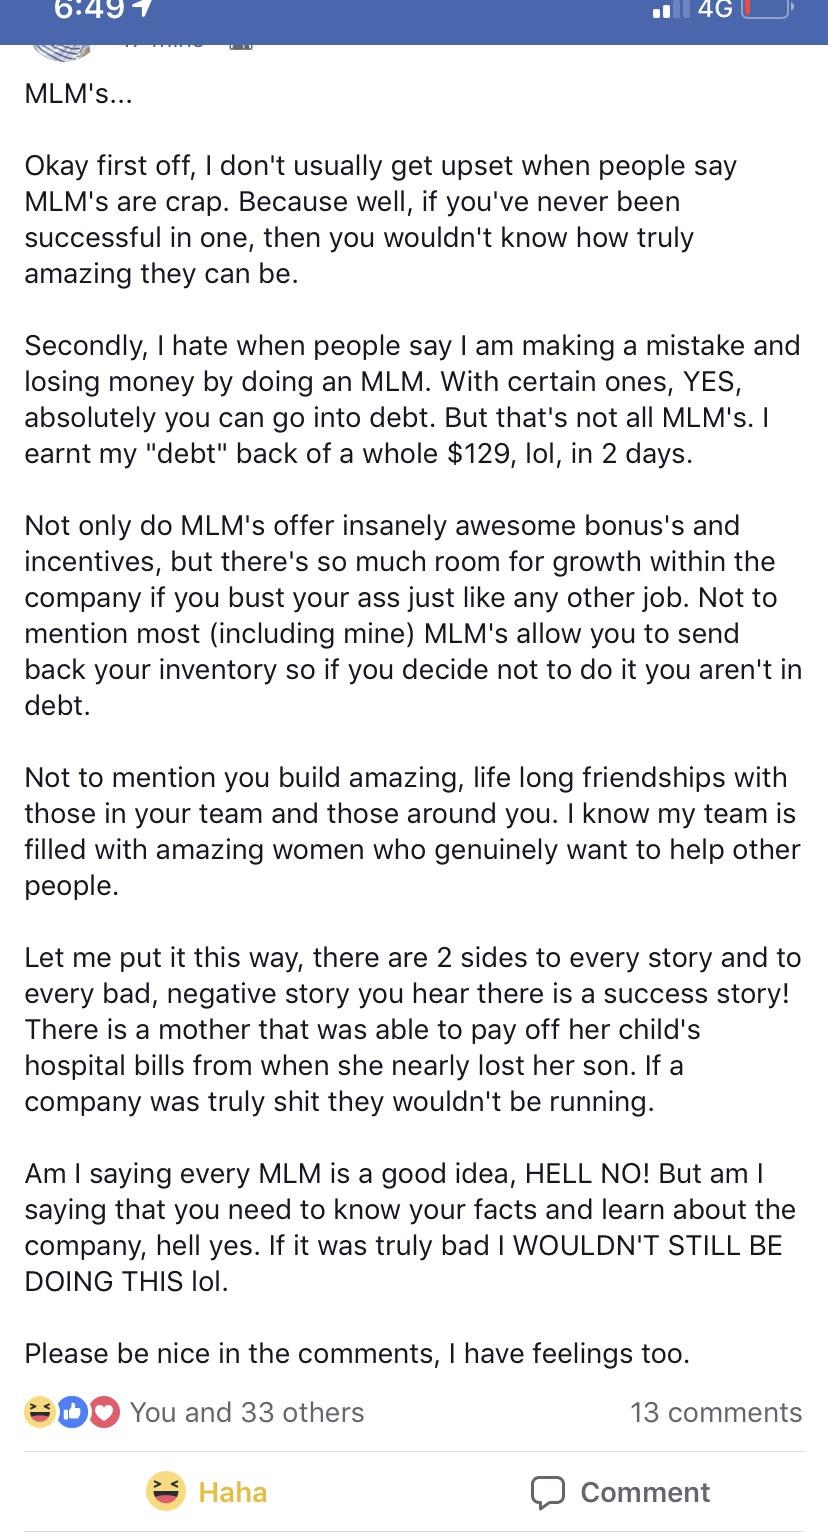 6:49
4G
MLM's...
Okay first off, I don't usually get upset when people say
MLM's are crap. Because well, if you've never been
successful in one, then you wouldn't know how truly
amazing they can be.
Secondly, I hate when people say I am making a mistake and
losing money by doing an MLM. With certain ones, YES,
absolutely you can go into debt. But that's not all MLM's. I
earnt my "debt" back of a whole $129, lol, in 2 days.
Not only do MLM's offer insanely awesome bonus's and
incentives, but there's so much room for growth within the
company if you bust your ass just like any other job. Not to
mention most (including mine) MLM's allow you to send
back your inventory so if you decide not to do it you aren't in
debt.
Not to mention you build amazing, life long friendships with
those in your team and those around you. I know my team is
filled with amazing women who genuinely want to help other
people.
Let me put it this way, there are 2 sides to every story and to
every bad, negative story you hear there is a success story!
There is a mother that was able to pay off her child's
hospital bills from when she nearly lost her son. If a
company was truly shit they wouldn't be running.
Am I saying every MLM is a good idea, HELL NO! But am I
saying that you need to know your facts and learn about the
company, hell yes. If it was truly bad I WOULDN'T STILL BE
DOING THIS lol.
Please be nice in the comments, I have feelings too.
You and 33 others
13 comments
Haha
Comment